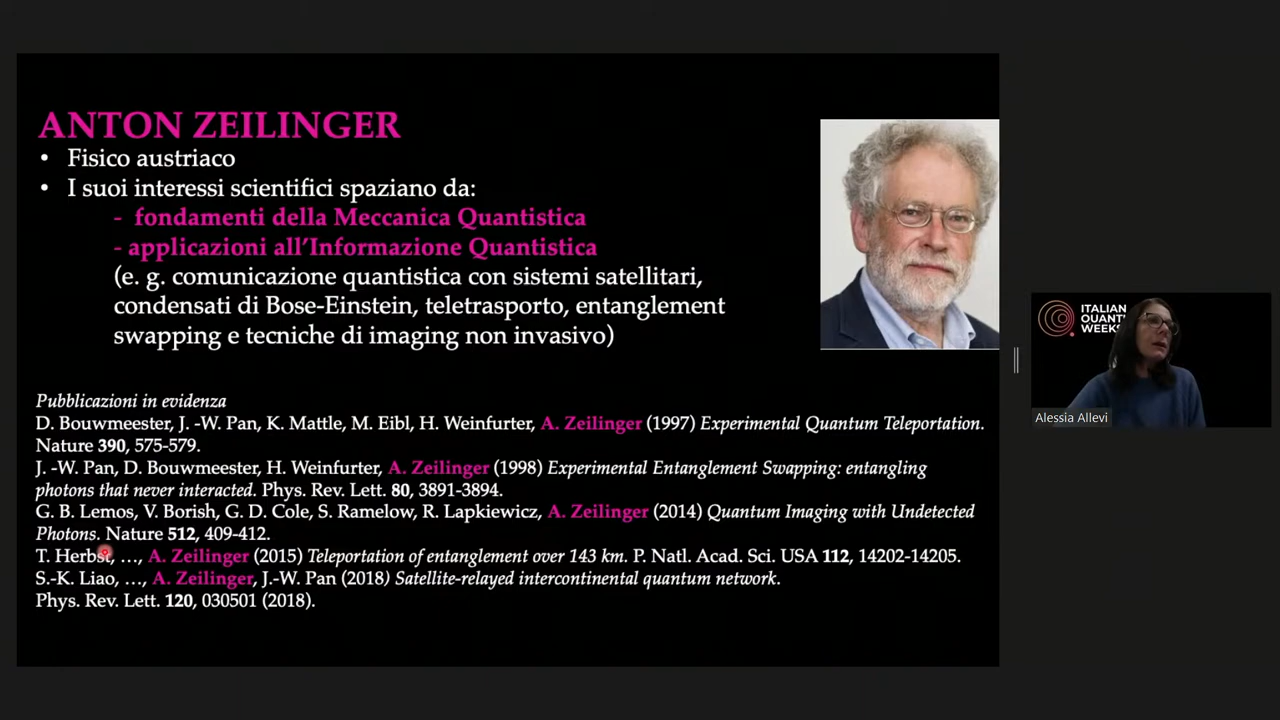 ANTON ZEILINGER
• Fisico austriaco
• I suoi interessi scientifici spaziano da:
- fondamenti della Meccanica Quantistica
- applicazioni all’Informazione Quantistica
(e. g. comunicazione quantistica con sistemi satellitari,
condensati di Bose-Einstein, teletrasporto, entanglement
swapping e tecniche di imaging non invasivo)
Pubblicazioni in evidenza
D. Bouwmeester, J. -W. Pan, K. Mattle, M. Eibl, H. Weinfurter, A. Zeilinger (1997) Experimental Quantum Teleportation.
Nature 390, 575-579.
J. -W. Pan, D. Bouwmeester, H. Weinfurter, A. Zeilinger (1998) Experimental Entanglement Swapping: entangling
photons that never interacted. Phys. Rev. Lett. 80, 3891-3894.
G. B. Lemos, V. Borish, G. D. Cole, S. Ramelow, R. Lapkiewicz, A. Zeilinger (2014) Quantum Imaging with Undetected
Photons. Nature 512, 409-412.
T. Herbst, …, A. Zeilinger (2015) Teleportation of entanglement over 143 km. P. Natl. Acad. Sci. USA 112, 14202-14205.
S.-K. Liao, …, A. Zeilinger, J.-W. Pan (2018) Satellite-relayed intercontinental quantum network.
Phys. Rev. Lett. 120, 030501 (2018).
ITALIAN
QUANT
WEEKS
Alessia Allevi